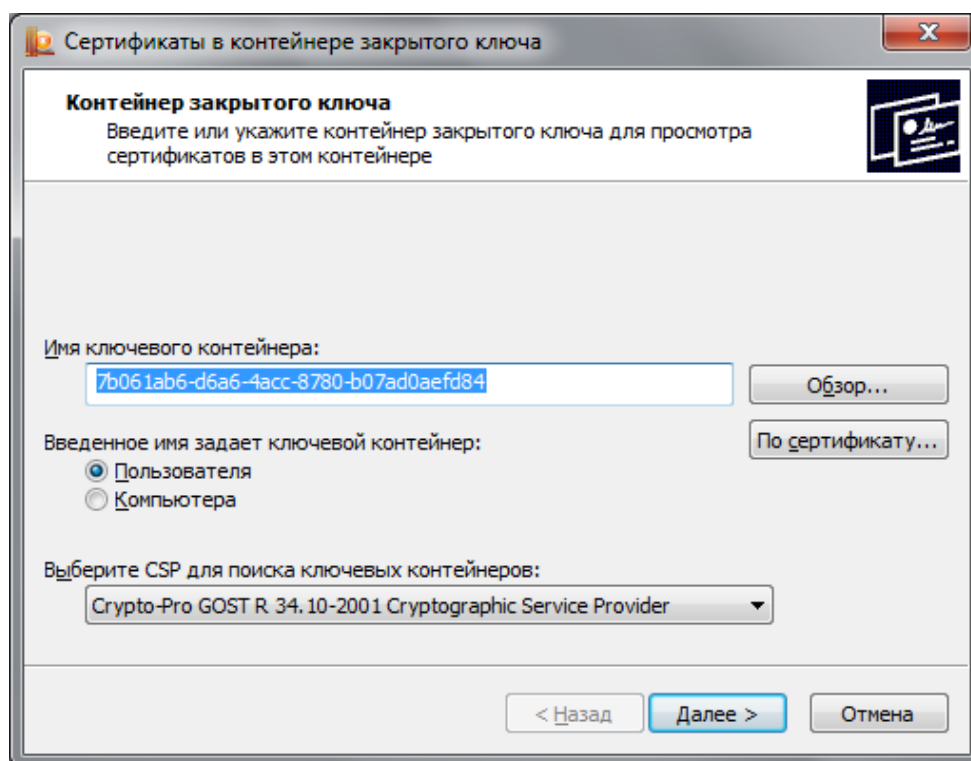 Сертификаты в контейнере закрытого ключа
Контейнер закрытого ключа
Введите или укажите контейнер закрытого ключа для просмотра
сертификатов в этом контейнере
Имя ключевого контейнера:
7b061ab6-d6a6-4acc-8780-b07ad0aefd84
Обзор...
Введенное имя задает ключевой контейнер:
По сертификату...
Пользователя
Компьютера
Выберите CSP для поиска ключевых контейнеров:
Crypto-Pro GOST R 34.10-2001 Cryptographic Service Provider
< Назад
Далее >
Отмена